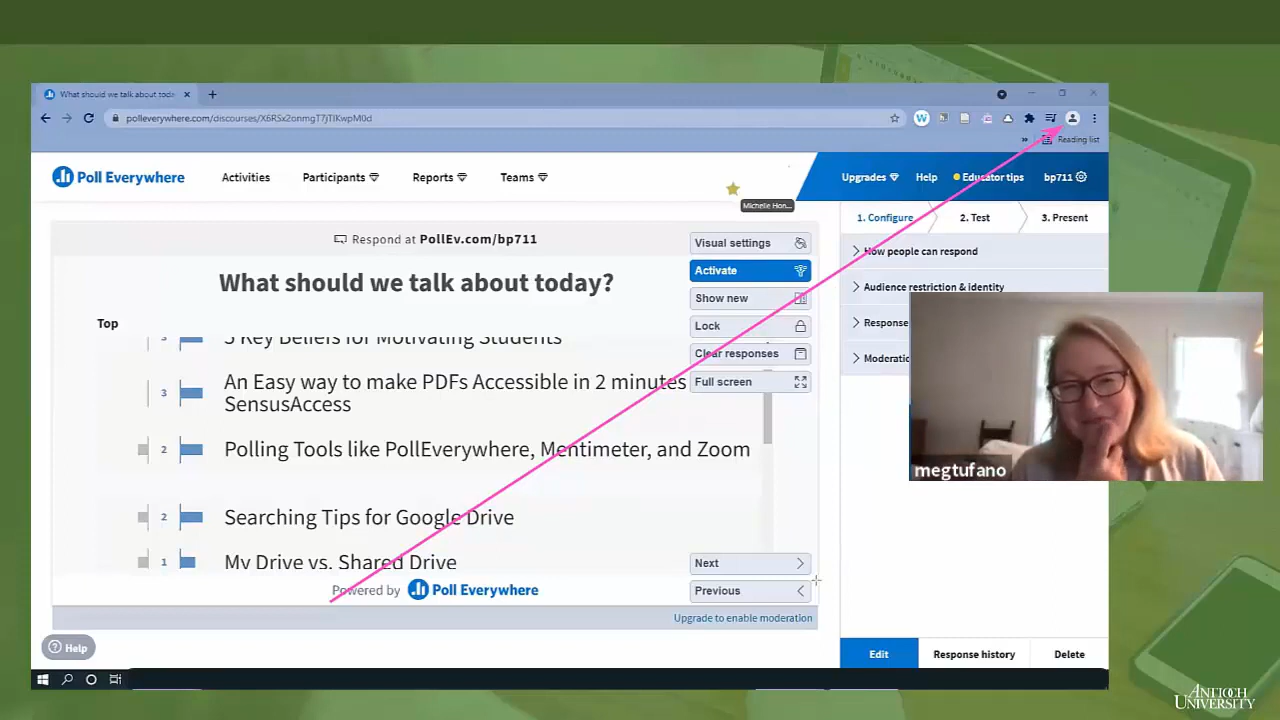 What should we talk about toda
polleverywhere.com/discourses/X6RSx2onmgT7jTIKwpM0d
W
Reading list
Poll Everywhere
Activities
Participants
Reports
Teams
Upgrades
Help
Educator tips
bp711
Michelle Hon...
1. Configure
2. Test
3. Present
Respond at PollEv.com/bp711
Visual settings
How people can respond
What should we talk about today?
Activate
Audience restriction & identity
Show new
Top
Lock
Response
3 Key Beliefs for Motivating Students
Clear responses
Moderatio
3
An Easy way to make PDFs Accessible in 2 minutes
Full screen
SensusAccess
2
Polling Tools like PollEverywhere, Mentimeter, and Zoom
megtufano
2
Searching Tips for Google Drive
1
My Drive vs. Shared Drive
Next
Powered by Poll Everywhere
Previous
Upgrade to enable moderation
Help
Edit
Response history
Delete
ANTIOCH
UNIVERSITY